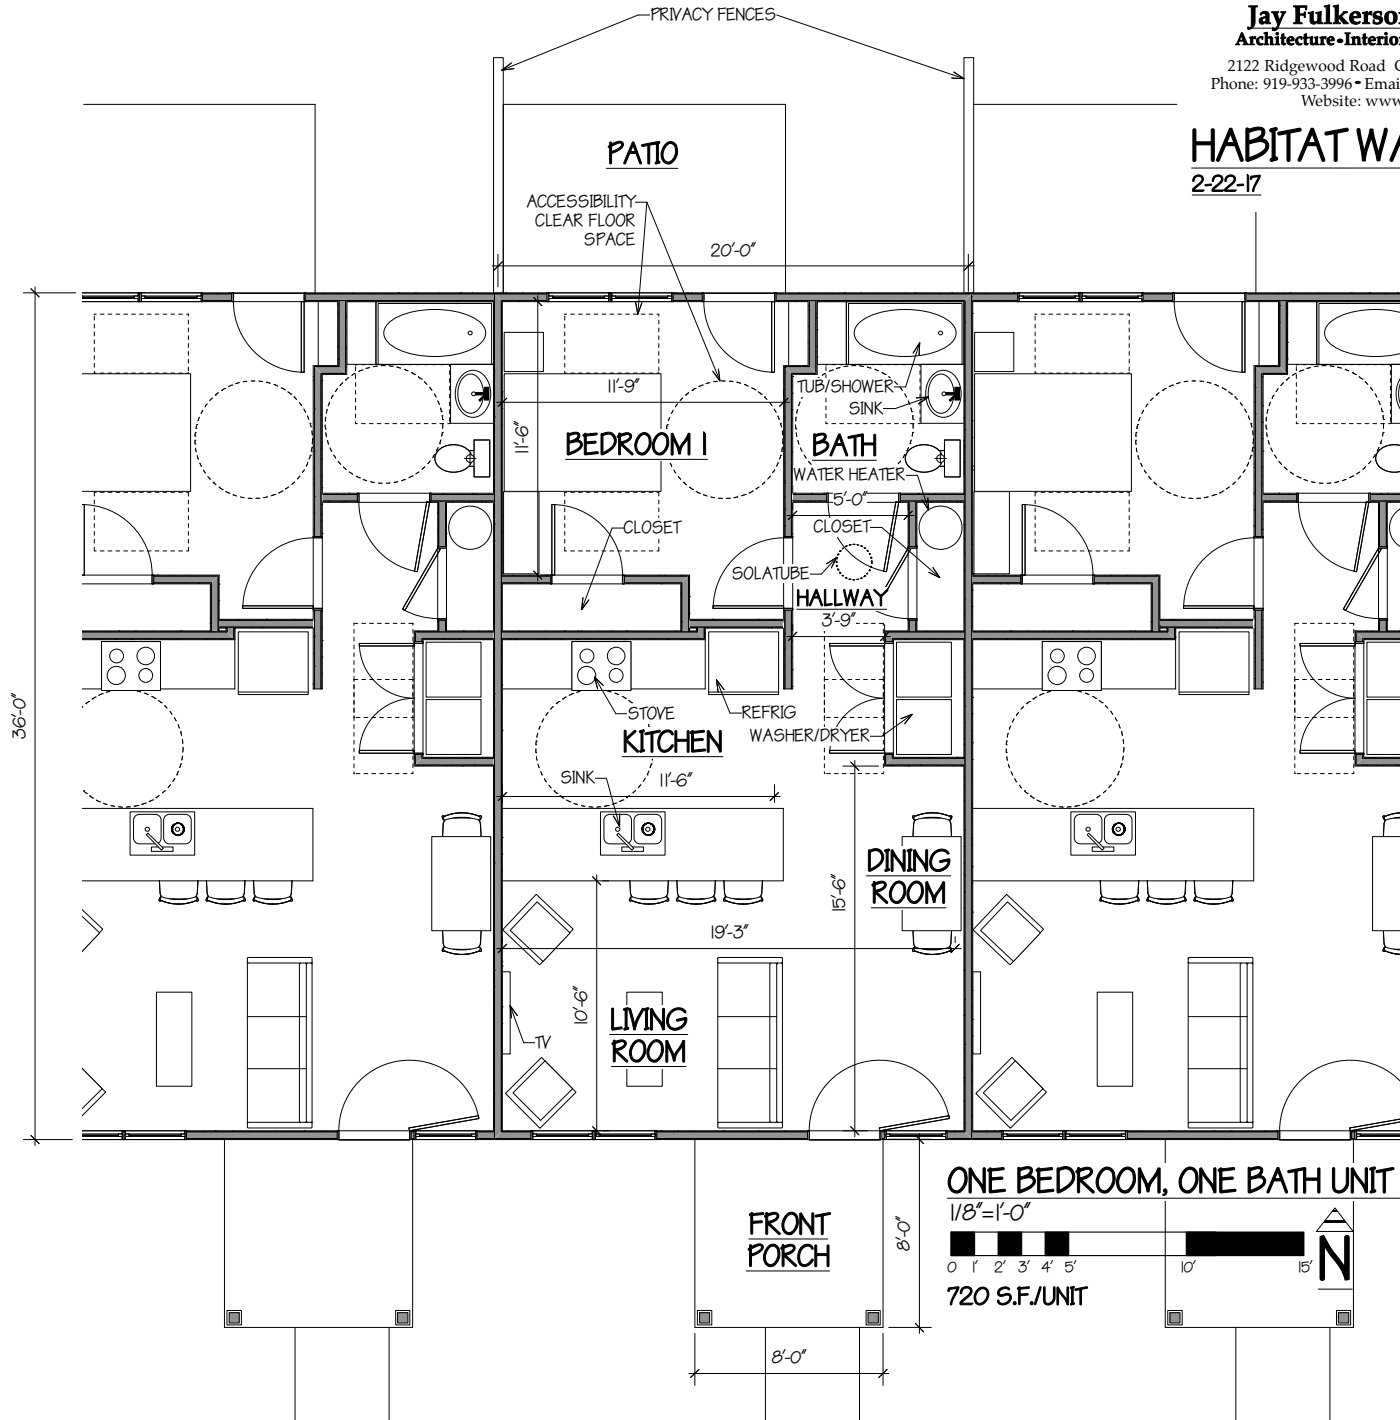 PRIVACY FENCES
Jay Fulkerson
Architecture•Interior
2122 Ridgewood Road
Phone: 919-933-3996 • Email
Website: www
HABITAT WA
2-22-17
PATIO
ACCESSIBILITY
CLEAR FLOOR
SPACE
20'-0"
11'-9"
TUB/SHOWER
SINK
11'-6"
BEDROOM 1
BATH
WATER HEATER
5'-0"
CLOSET
CLOSET
SOLATUBE
HALLWAY
3'-9"
36'-0"
STOVE
REFRIG
KITCHEN
WASHER/DRYER
SINK
11'-6"
DINING
ROOM
15'-6"
19'-3"
10'-6"
LIVING
ROOM
TV
ONE BEDROOM, ONE BATH UNIT
1/8"=1'-0"
FRONT
PORCH
8'-0"
0 1' 2' 3' 4' 5' 10' 15'
N
720 S.F./UNIT
8'-0"